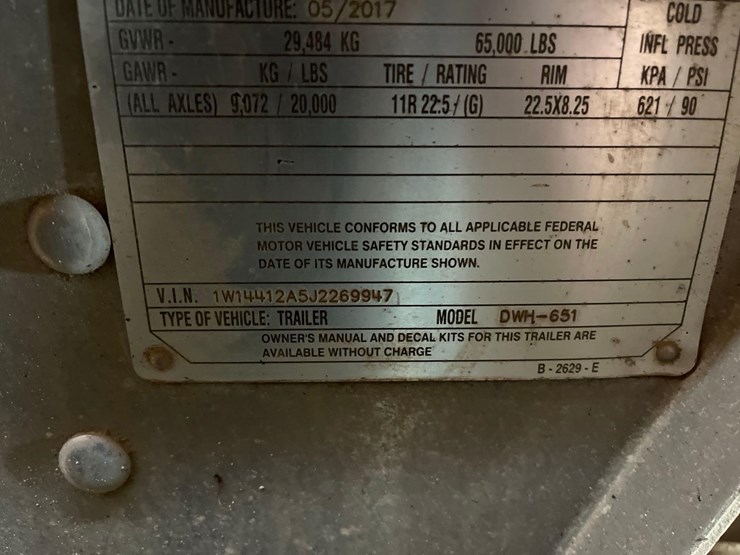 DATE OF MANUFACTURE: 05/2017
COLD
GVWR - 29,484 KG 65,000 LBS INFL PRESS
GAWR - KG / LBS TIRE / RATING RIM KPA / PSI
(ALL AXLES) 9,072 / 20,000 11R 22.5 / (G) 22.5X8.25 621 / 90
THIS VEHICLE CONFORMS TO ALL APPLICABLE FEDERAL
MOTOR VEHICLE SAFETY STANDARDS IN EFFECT ON THE
DATE OF ITS MANUFACTURE SHOWN.
V.I.N. 1W14412A5J2269947
TYPE OF VEHICLE: TRAILER MODEL DWH-651
OWNER'S MANUAL AND DECAL KITS FOR THIS TRAILER ARE
AVAILABLE WITHOUT CHARGE
B - 2629 - E